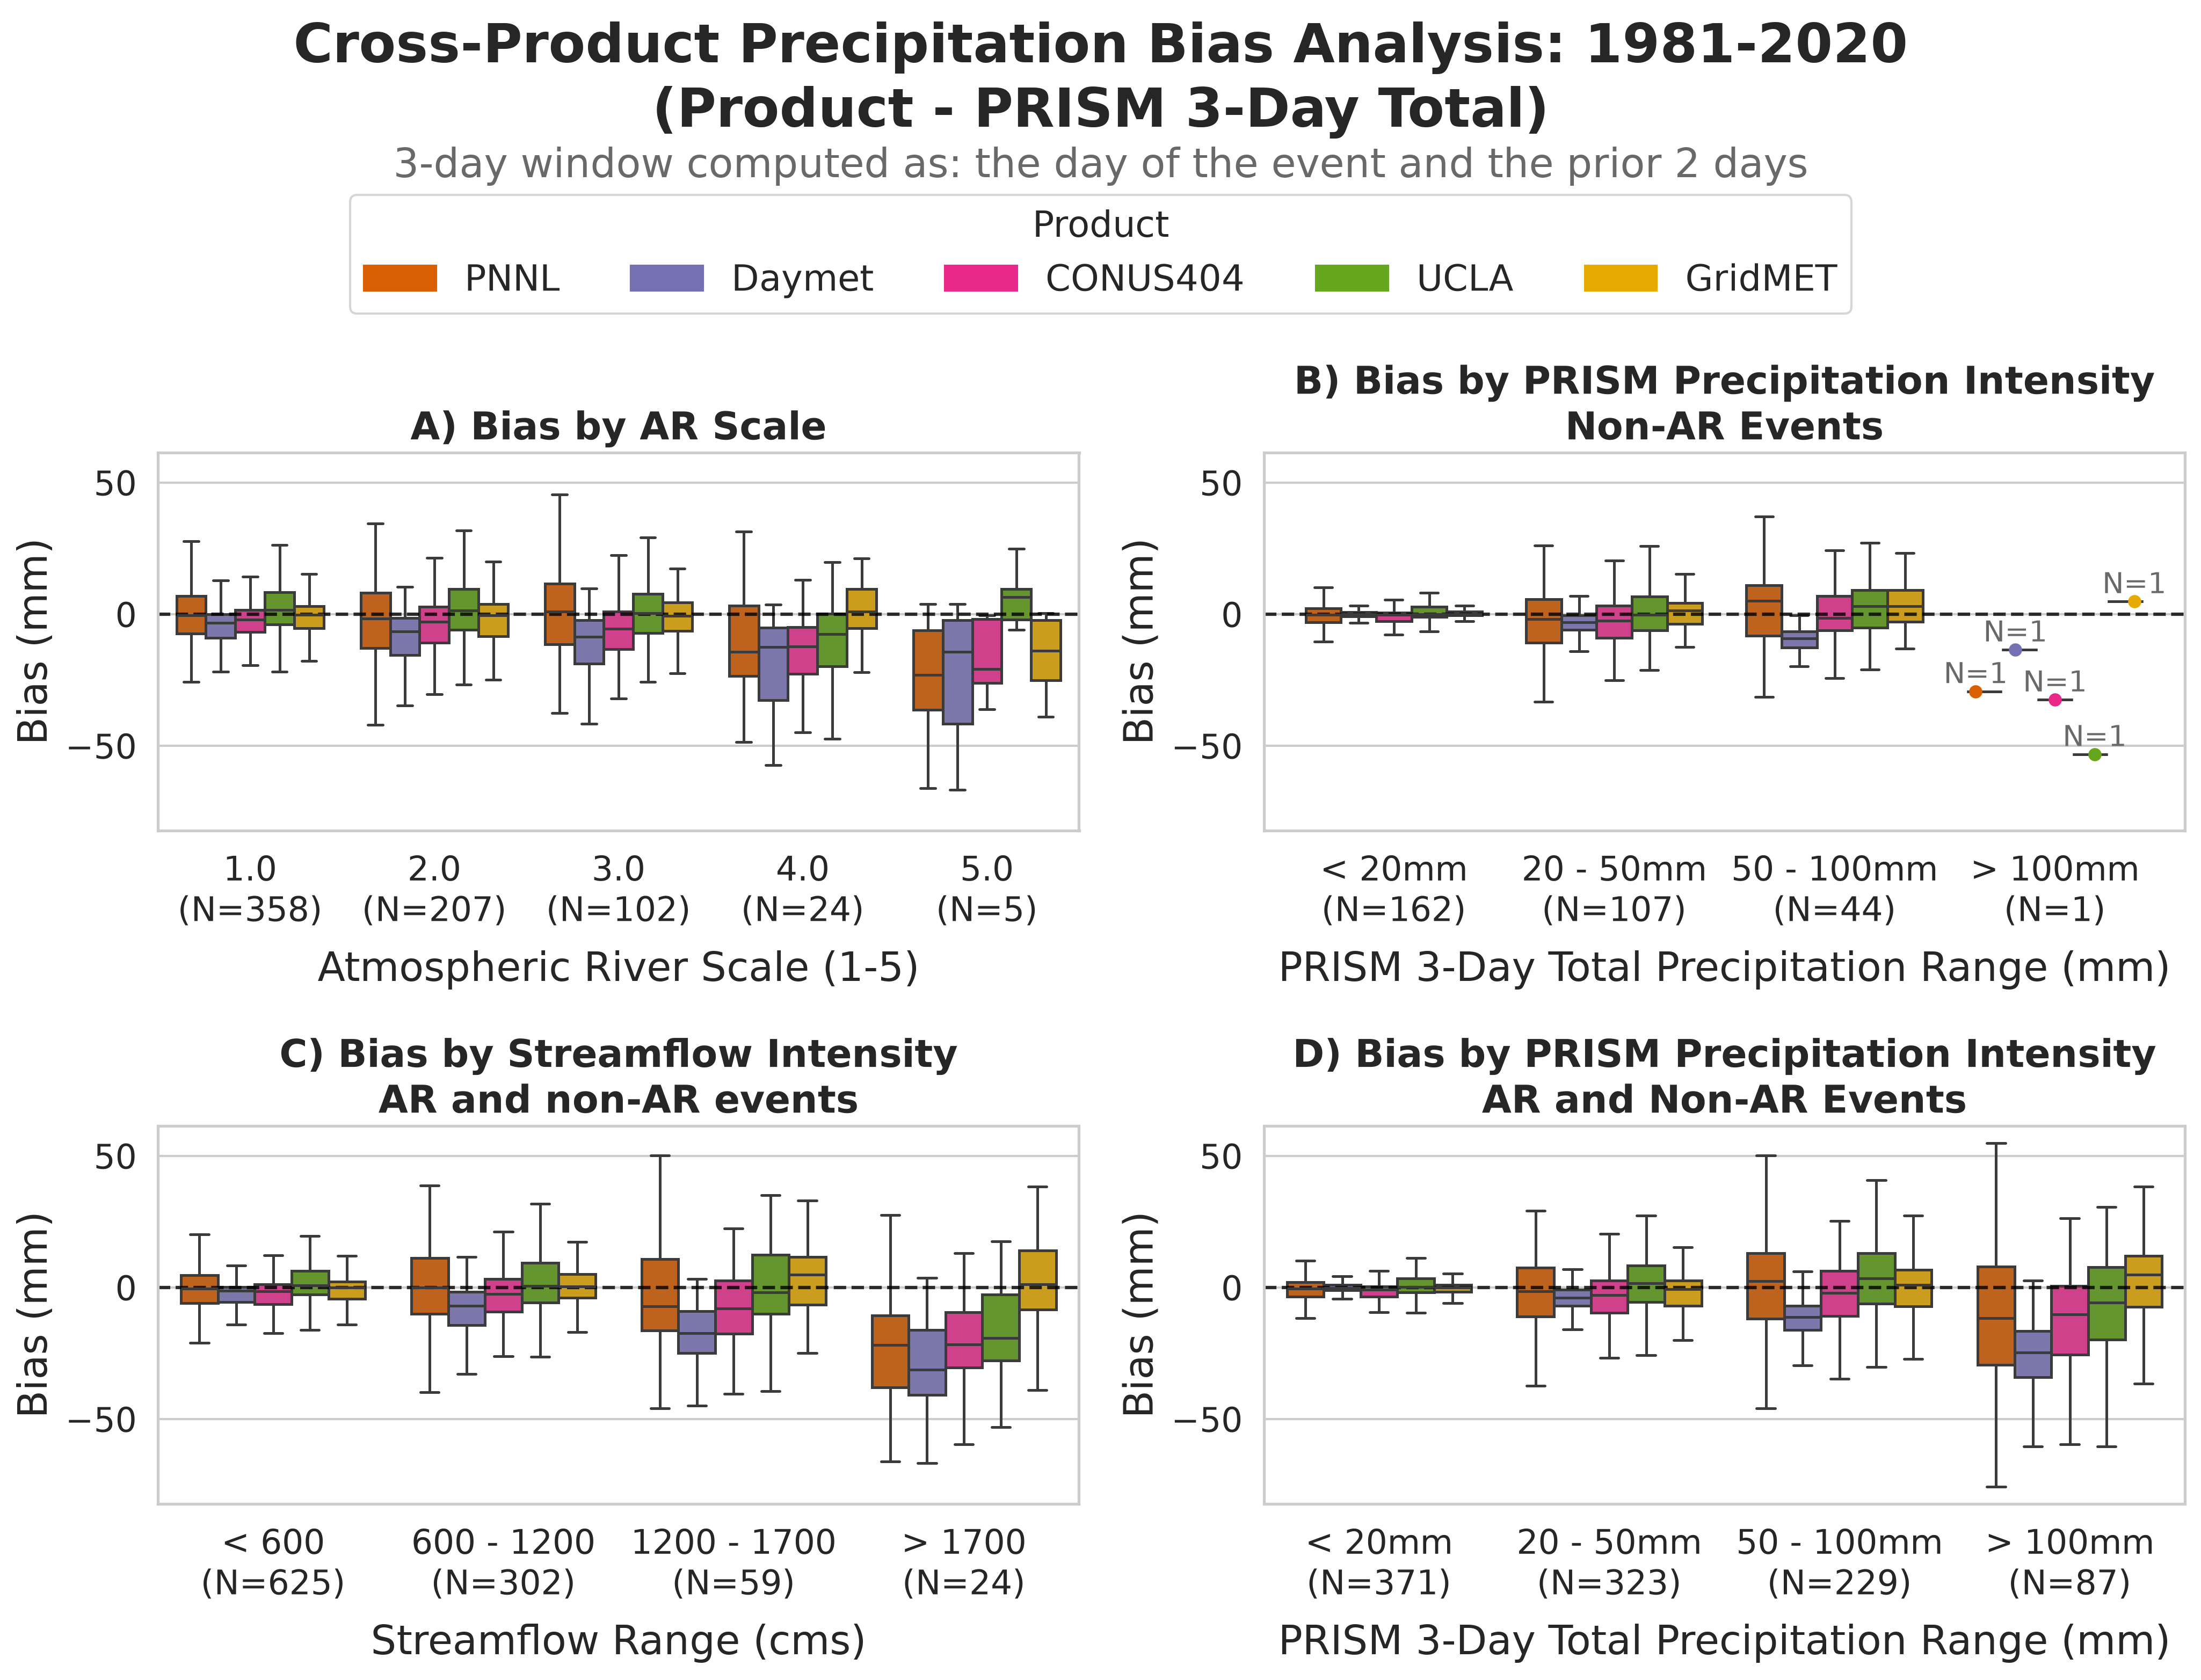 Cross-Product Precipitation Bias Analysis: 1981-2020
(Product - PRISM 3-Day Total)
3-day window computed as: the day of the event and the prior 2 days
Product
PNNL
Daymet
CONUS404
UCLA
GridMET
A) Bias by AR Scale
Bias (mm)
50
0
−50
1.0
(N=358)
2.0
(N=207)
3.0
(N=102)
4.0
(N=24)
5.0
(N=5)
Atmospheric River Scale (1-5)
B) Bias by PRISM Precipitation Intensity
Non-AR Events
Bias (mm)
50
0
−50
N=1
N=1
N=1
N=1
N=1
< 20mm
(N=162)
20 - 50mm
(N=107)
50 - 100mm
(N=44)
> 100mm
(N=1)
PRISM 3-Day Total Precipitation Range (mm)
C) Bias by Streamflow Intensity
AR and non-AR events
Bias (mm)
50
0
−50
< 600
(N=625)
600 - 1200
(N=302)
1200 - 1700
(N=59)
> 1700
(N=24)
Streamflow Range (cms)
D) Bias by PRISM Precipitation Intensity
AR and Non-AR Events
Bias (mm)
50
0
−50
< 20mm
(N=371)
20 - 50mm
(N=323)
50 - 100mm
(N=229)
> 100mm
(N=87)
PRISM 3-Day Total Precipitation Range (mm)